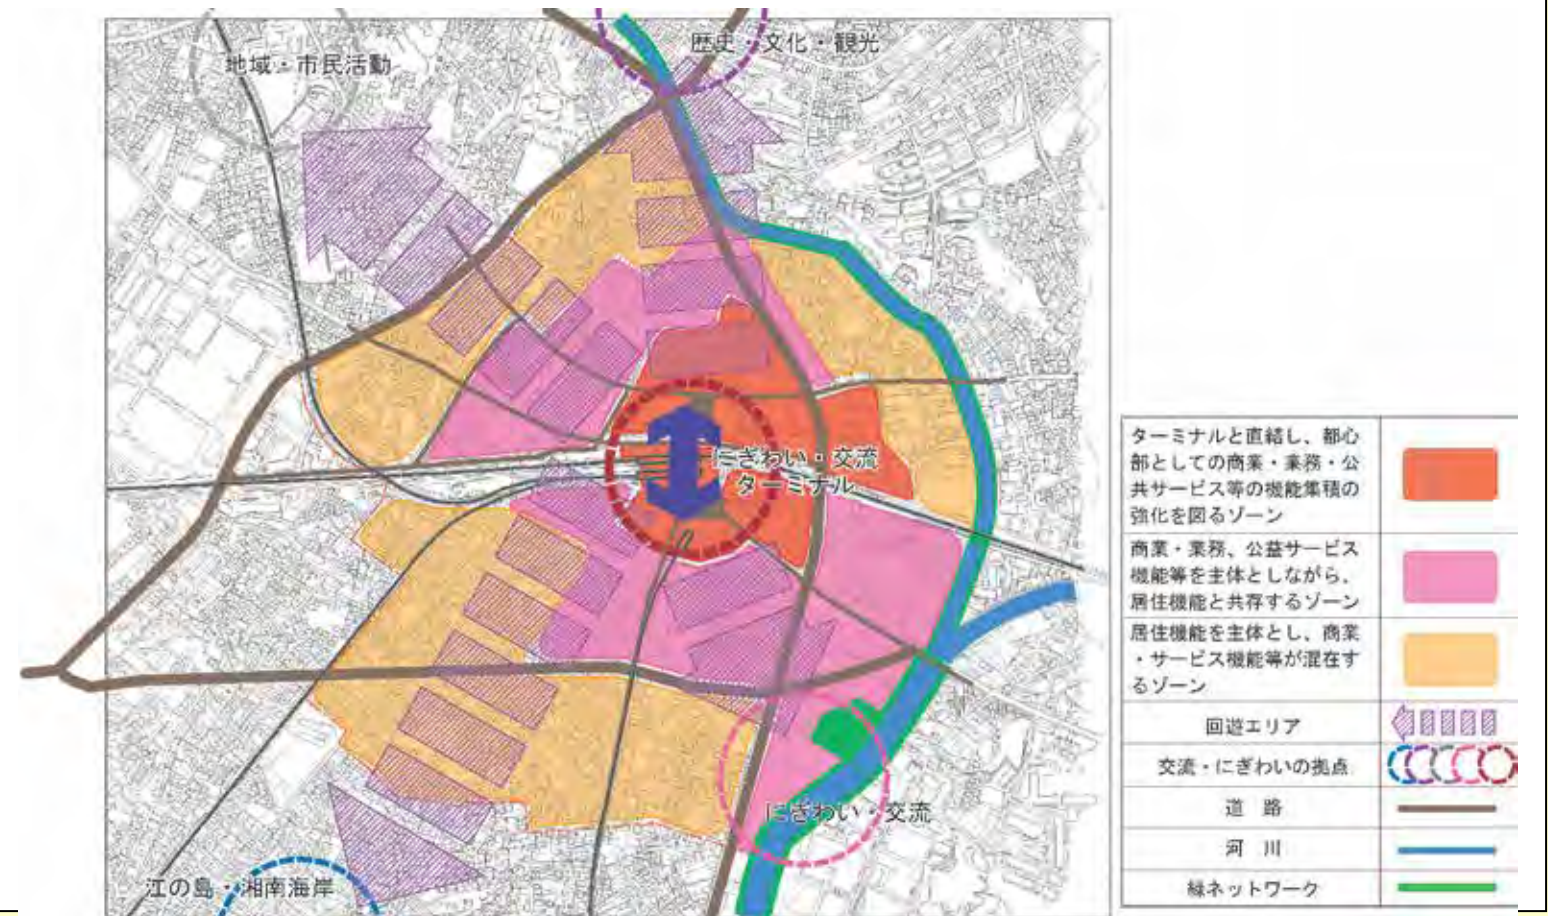 歴史・文化・観光
地域・市民活動
にぎわい・交流
ターミナル
にぎわい・交流
江の島・湘南海岸
ターミナルと直結し、都心
部としての商業・業務・公
共サービス等の機能集積の
強化を図るゾーン
商業・業務、公益サービス
機能等を主体としながら、
居住機能と共存するゾーン
居住機能を主体とし、商業
・サービス機能等が混在す
るゾーン
回遊エリア
交流・にぎわいの拠点
道　路
河　川
緑ネットワーク